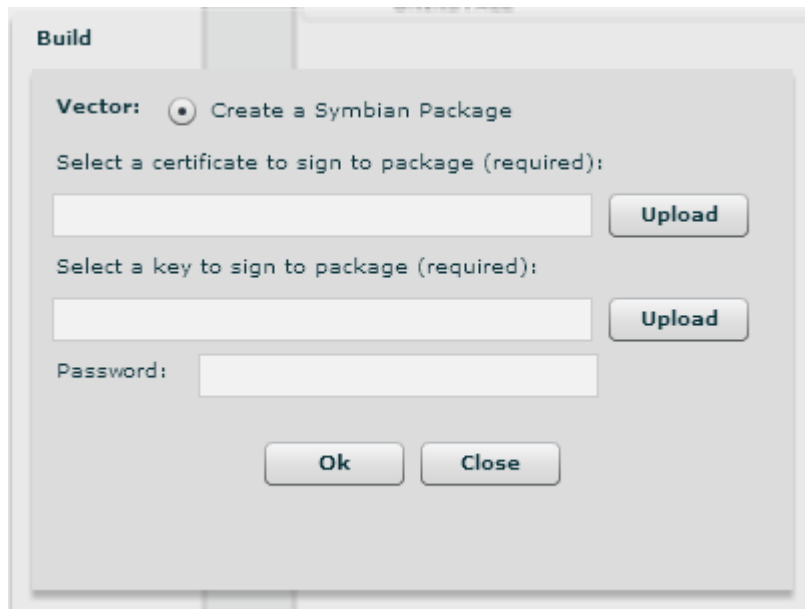 Build
Vector: Create a Symbian Package
Select a certificate to sign to package (required):
Upload
Select a key to sign to package (required):
Upload
Password:
Ok Close